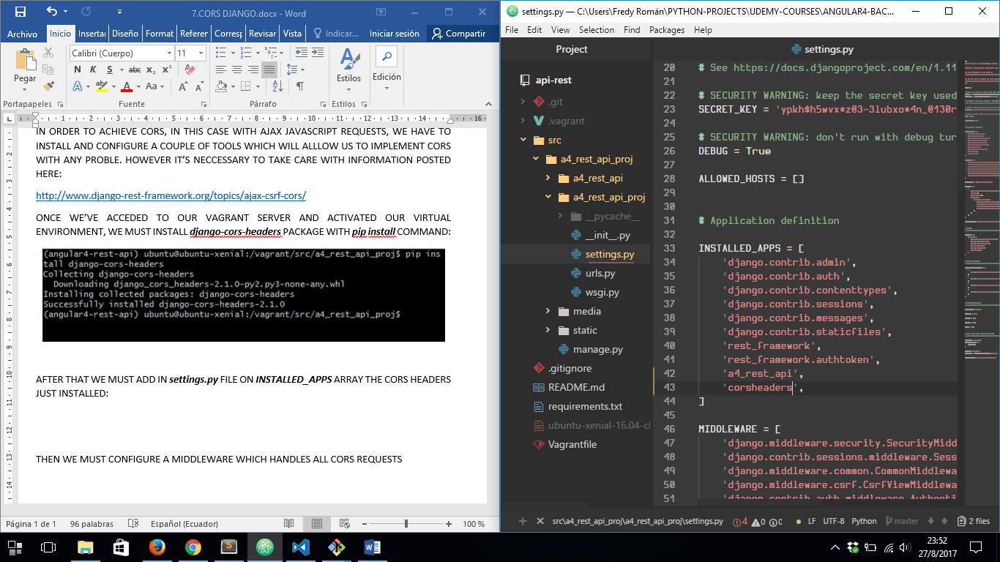 7.CORS DJANGO.docx - Word
Archivo
Inicio
Insertar
Diseño
Format
Referer
Corresp
Revisar
Vista
Indicar...
Iniciar sesión
Compartir
Calibri (Cuerpo)
11
Pegar
N K S abc x₂ x²
Estilos
Edición
Portapapeles
Fuente
Párrafo
Estilos
IN ORDER TO ACHIEVE CORS, IN THIS CASE WITH AJAX JAVASCRIPT REQUESTS, WE HAVE TO
INSTALL AND CONFIGURE A COUPLE OF TOOLS WHICH WILL ALLLOW US TO IMPLEMENT CORS
WITH ANY PROBLE. HOWEVER IT'S NECCESSARY TO TAKE CARE WITH INFORMATION POSTED
HERE:
http://www.django-rest-framework.org/topics/ajax-csrf-cors/
ONCE WE'VE ACCEDED TO OUR VAGRANT SERVER AND ACTIVATED OUR VIRTUAL
ENVIRONMENT, WE MUST INSTALL django-cors-headers PACKAGE WITH pip install COMMAND:
(angular4-rest-api) ubuntu@ubuntu-xenial:/vagrant/src/a4_rest_api_proj$ pip ins
tall django-cors-headers
Collecting django-cors-headers
Downloading django_cors_headers-2.1.0-py2.py3-none-any.whl
Installing collected packages: django-cors-headers
Successfully installed django-cors-headers-2.1.0
(angular4-rest-api) ubuntu@ubuntu-xenial:/vagrant/src/a4_rest_api_proj$
AFTER THAT WE MUST ADD IN settings.py FILE ON INSTALLED_APPS ARRAY THE CORS HEADERS
JUST INSTALLED:
THEN WE MUST CONFIGURE A MIDDLEWARE WHICH HANDLES ALL CORS REQUESTS
Página 1 de 1
96 palabras
Español (Ecuador)
100 %
settings.py — C:\Users\Fredy Román\PYTHON-PROJECTS\UDEMY-COURSES\ANGULAR4-BAC...
File Edit View Selection Find Packages Help
Project
api-rest
.git
.vagrant
src
a4_rest_api_proj
a4_rest_api
a4_rest_api_proj
__pycache__
__init__.py
settings.py
urls.py
wsgi.py
media
static
manage.py
.gitignore
README.md
requirements.txt
ubuntu-xenial-16.04-cl
Vagrantfile
settings.py
20 # See https://docs.djangoproject.com/en/1.11
21
22 # SECURITY WARNING: keep the secret key used
23 SECRET_KEY = 'ypkh$h5wvx*z@3-3lubxo*4n_@130r
24
25 # SECURITY WARNING: don't run with debug tur
26 DEBUG = True
27
28 ALLOWED_HOSTS = []
29
30
31 # Application definition
32
33 INSTALLED_APPS = [
34 'django.contrib.admin',
35 'django.contrib.auth',
36 'django.contrib.contenttypes',
37 'django.contrib.sessions',
38 'django.contrib.messages',
39 'django.contrib.staticfiles',
40 'rest_framework',
41 'rest_framework.authtoken',
42 'a4_rest_api',
43 'corsheaders',
44 ]
45
46 MIDDLEWARE = [
47 'django.middleware.security.SecurityMidd
48 'django.contrib.sessions.middleware.Sess
49 'django.middleware.common.CommonMiddlewa
50 'django.middleware.csrf.CsrfViewMiddlewa
51 'django.contrib.auth.middleware.Authenti
src\a4_rest_api_proj\a4_rest_api_proj\settings.py
4 0 0
LF
UTF-8
Python
master
2 files
23:52
27/8/2017